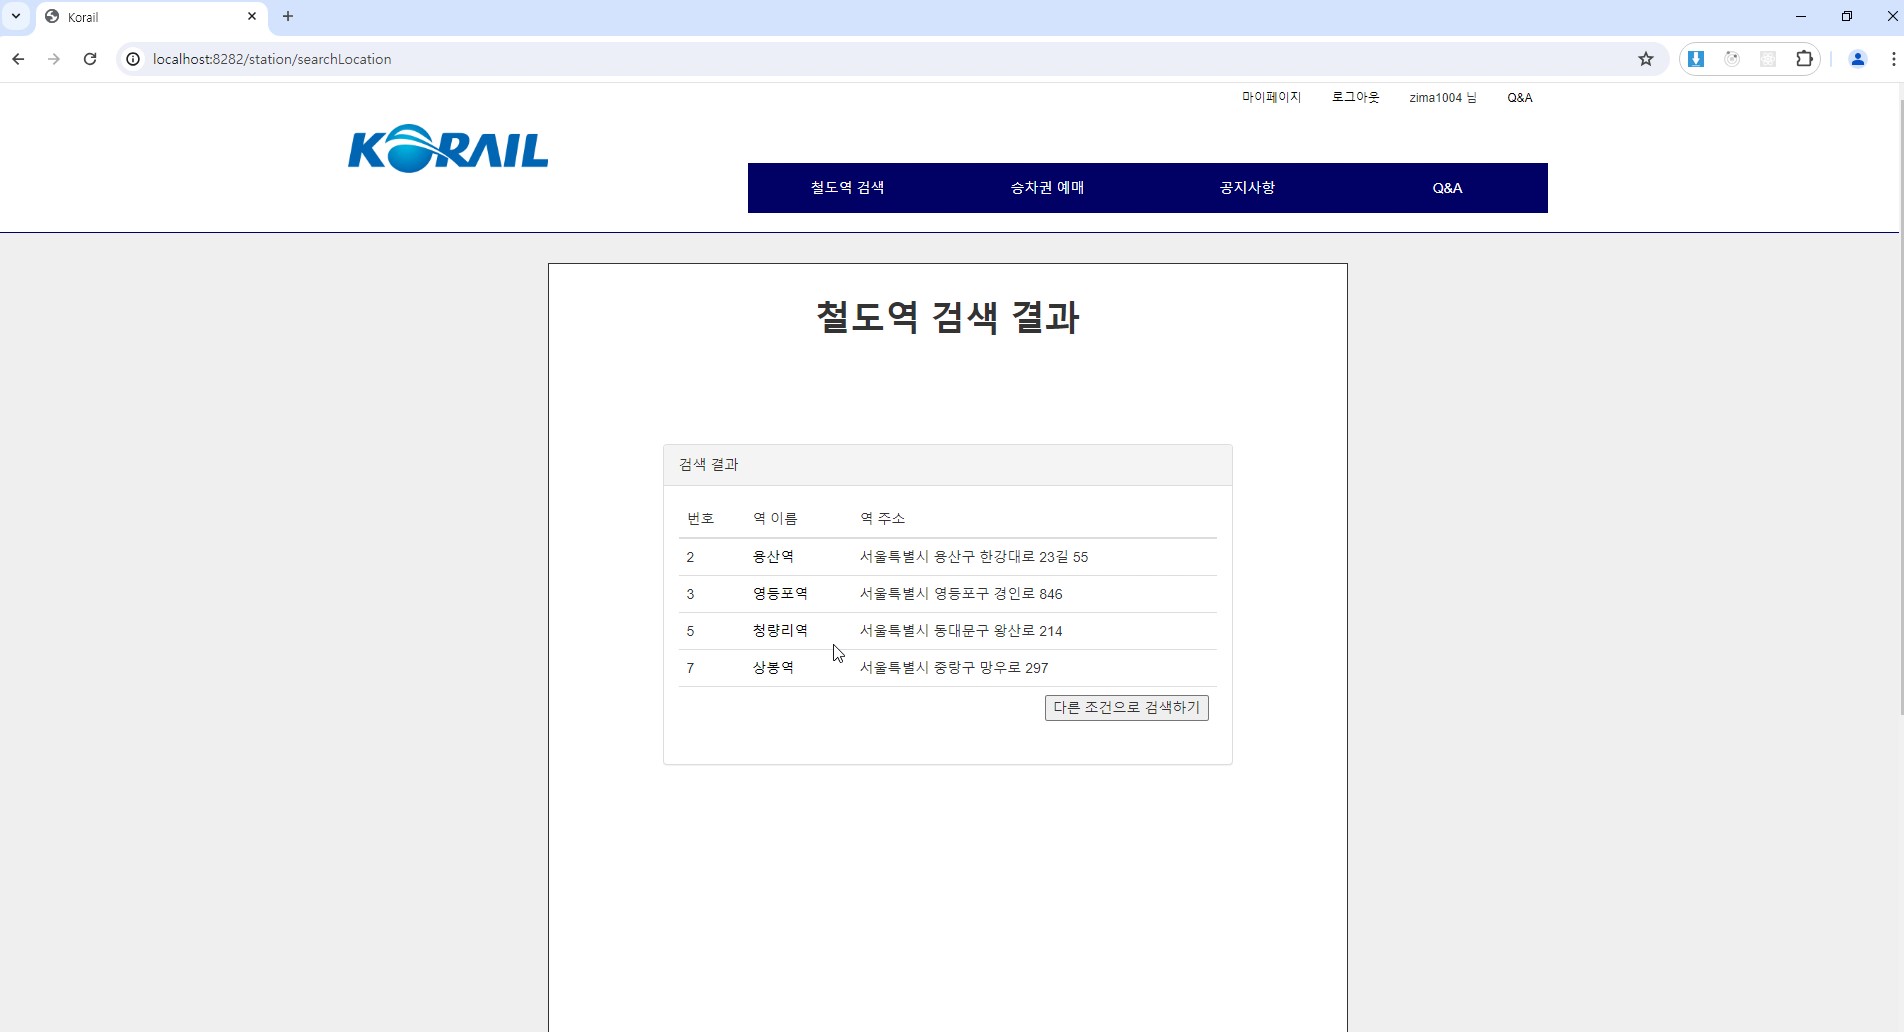 Korail
localhost:8282/station/searchLocation
마이페이지 로그아웃 zima1004 님 Q&A
KORAIL
철도역 검색 승차권 예매 공지사항 Q&A
철도역 검색 결과
검색 결과
번호 역 이름 역 주소
2 용산역 서울특별시 용산구 한강대로 23길 55
3 영등포역 서울특별시 영등포구 경인로 846
5 청량리역 서울특별시 동대문구 왕산로 214
7 상봉역 서울특별시 중랑구 망우로 297
다른 조건으로 검색하기